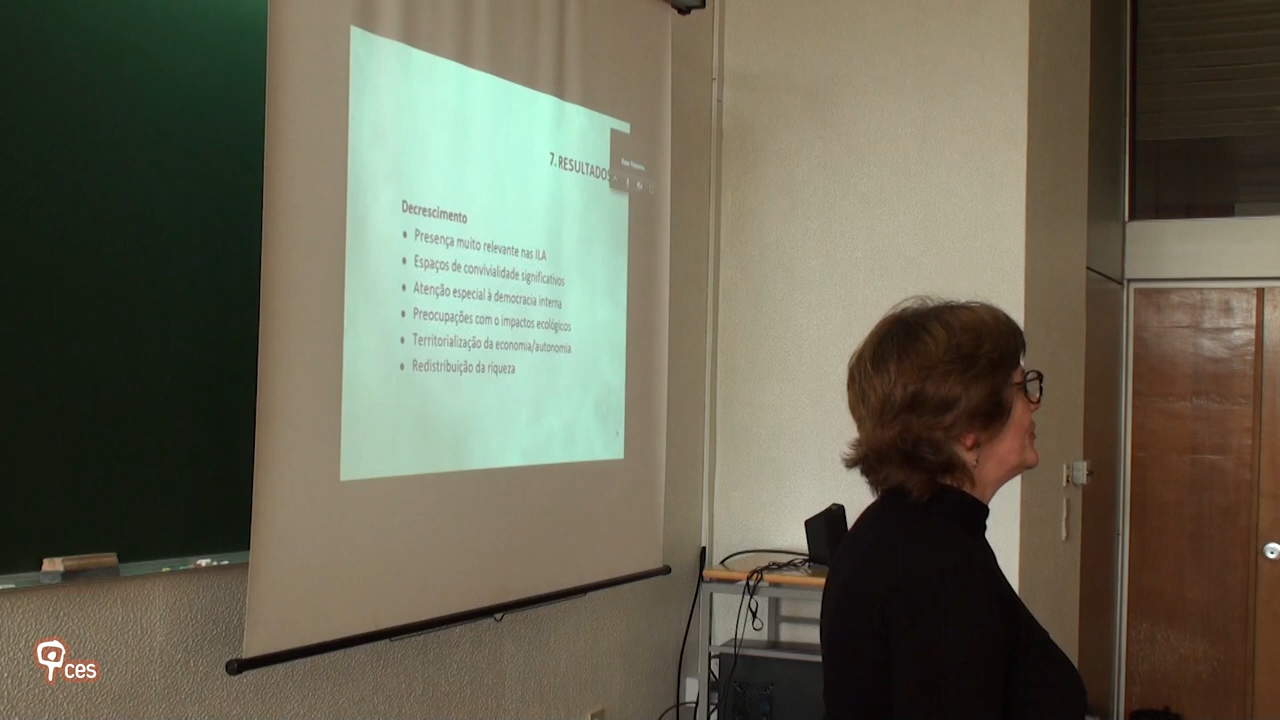 7. RESULTADOS
Decrescimento
• Presença muito relevante nas ILA
• Espaços de convivialidade significativos
• Atenção especial à democracia interna
• Preocupações com o impactos ecológicos
• Territorialização da economia/autonomia
• Redistribuição da riqueza
ces